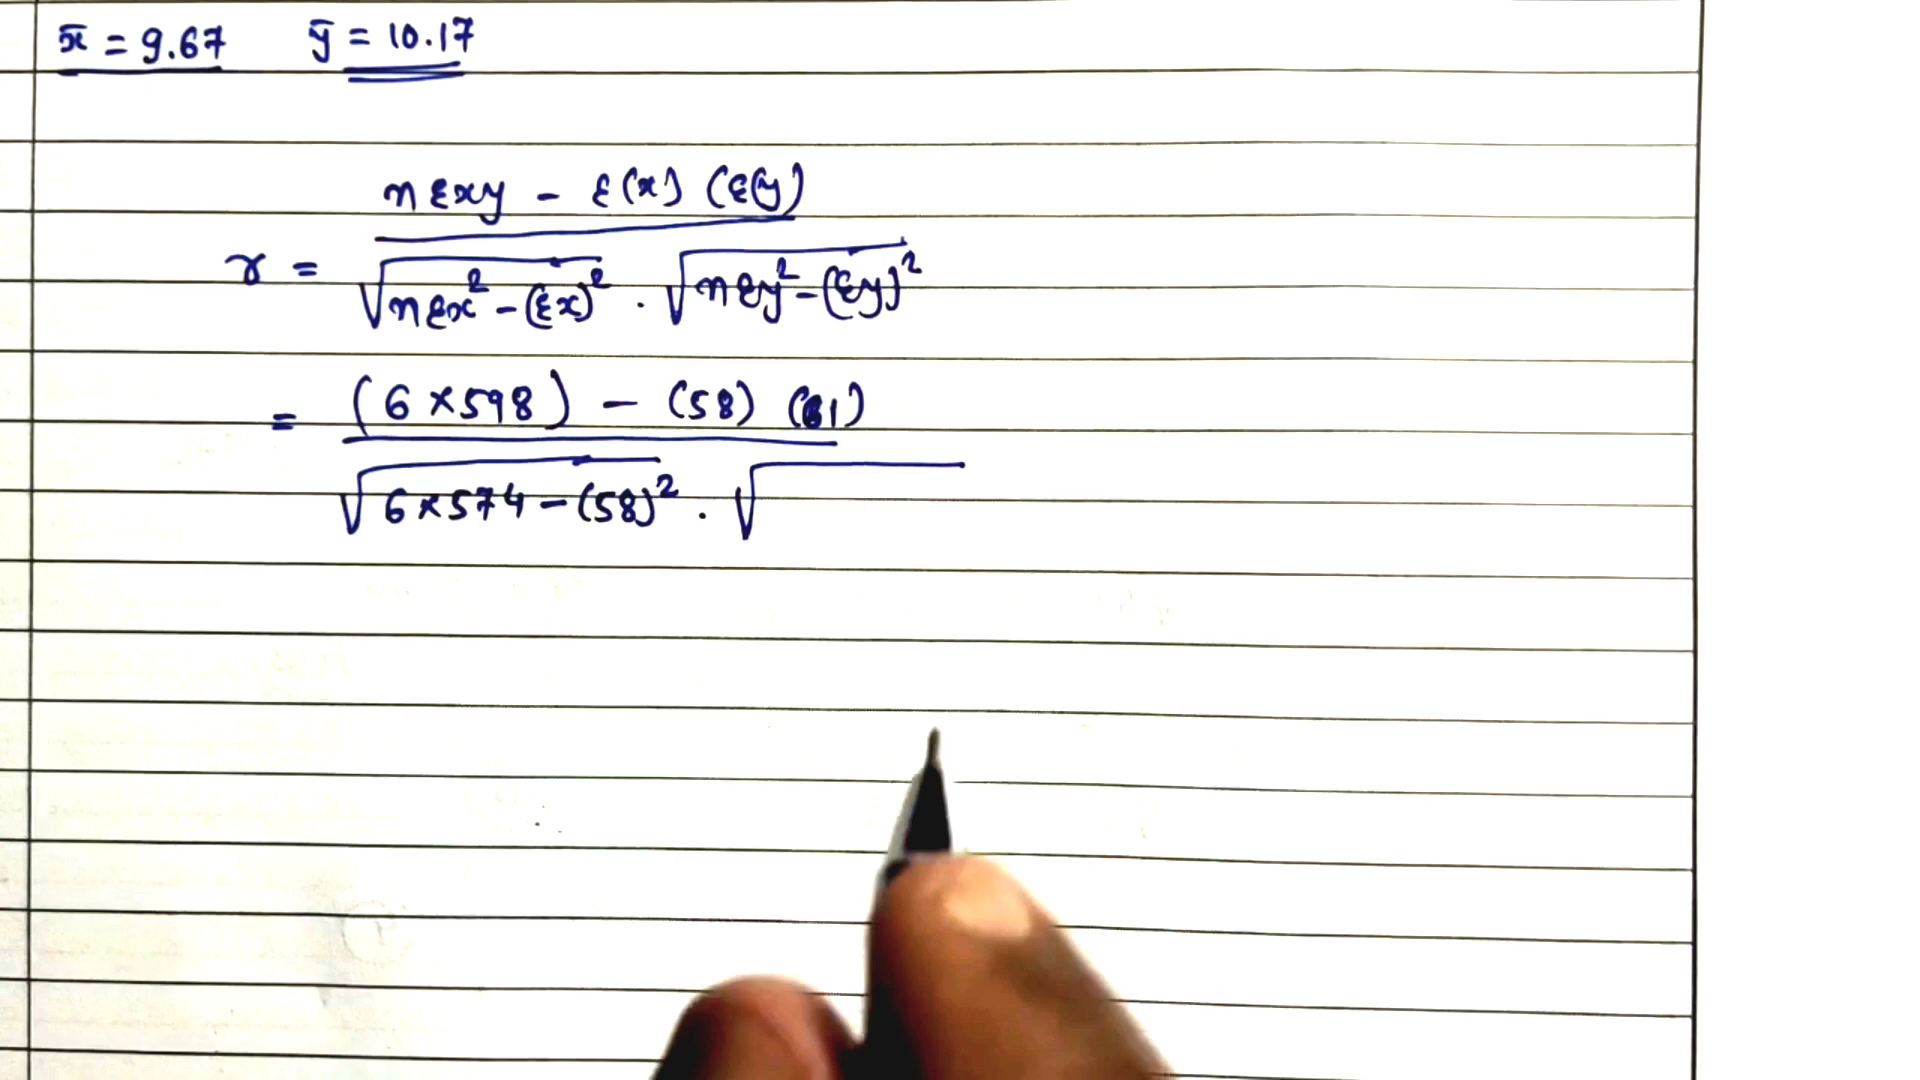 x̄ = 9.67 ȳ = 10.17
nΣxy - Σ(x) (Σ(y)
r = √nΣx² - (Σx)² . √nΣy² - (Σy)²
= (6 × 598) - (58) (61)
√6 × 574 - (58)² . √